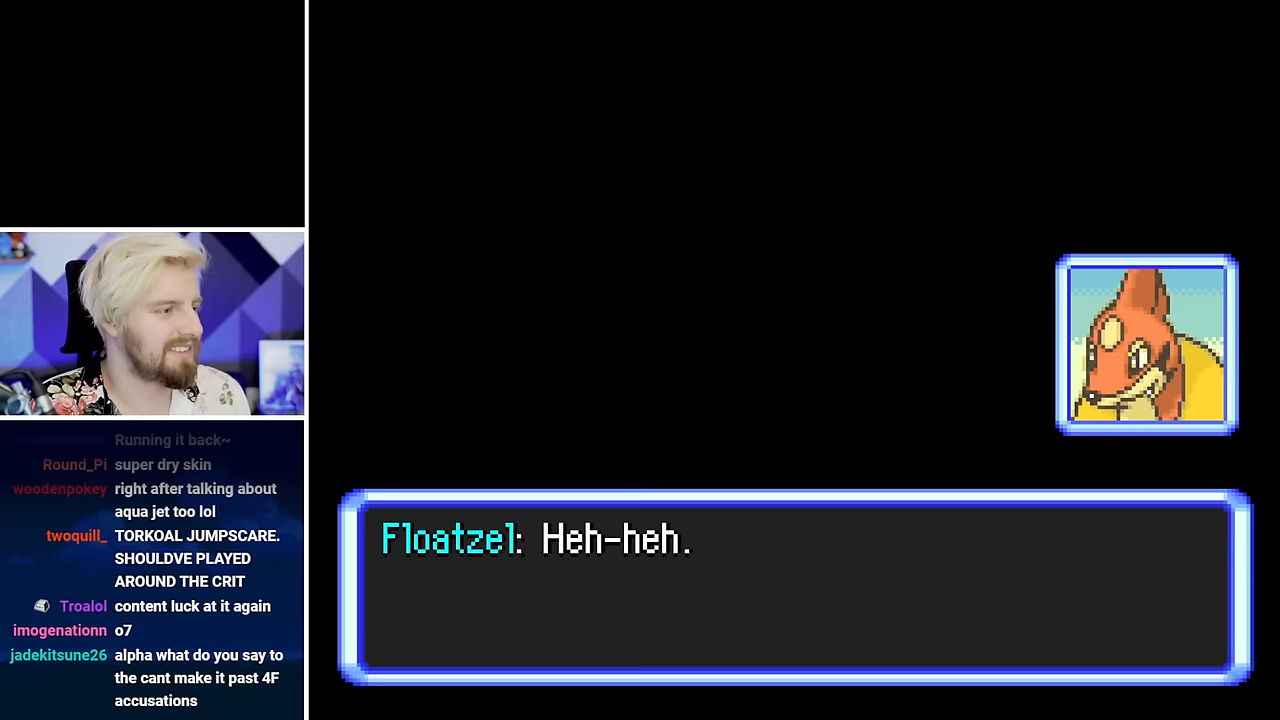 Running it back~
Round_Pi super dry skin
woodenpokey right after talking about
aqua jet too lol
twoquill_ TORKOAL JUMPSCARE.
SHOULDVE PLAYED
AROUND THE CRIT
Troalol content luck at it again
imogenationn o7
jadekitsune26 alpha what do you say to
the cant make it past 4F
accusations
Floatzel: Heh-heh.